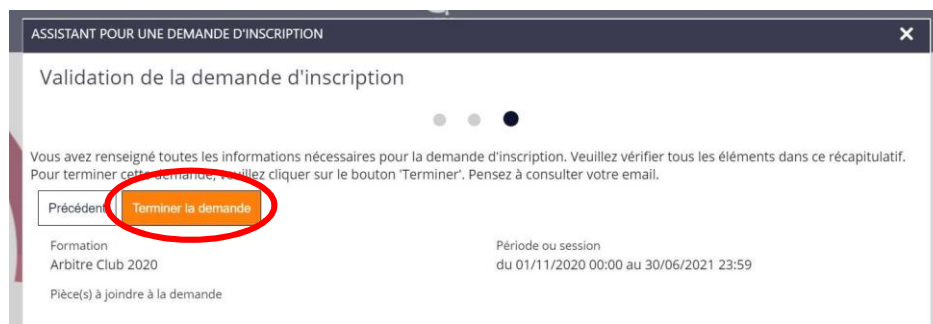 ASSISTANT POUR UNE DEMANDE D'INSCRIPTION
Validation de la demande d'inscription
Vous avez renseigné toutes les informations nécessaires pour la demande d'inscription. Veuillez vérifier tous les éléments dans ce récapitulatif.
Pour terminer cette demande, veuillez cliquer sur le bouton 'Terminer'. Pensez à consulter votre email.
Précédent Terminer la demande
Formation Période ou session
Arbitre Club 2020 du 01/11/2020 00:00 au 30/06/2021 23:59
Pièce(s) à joindre à la demande